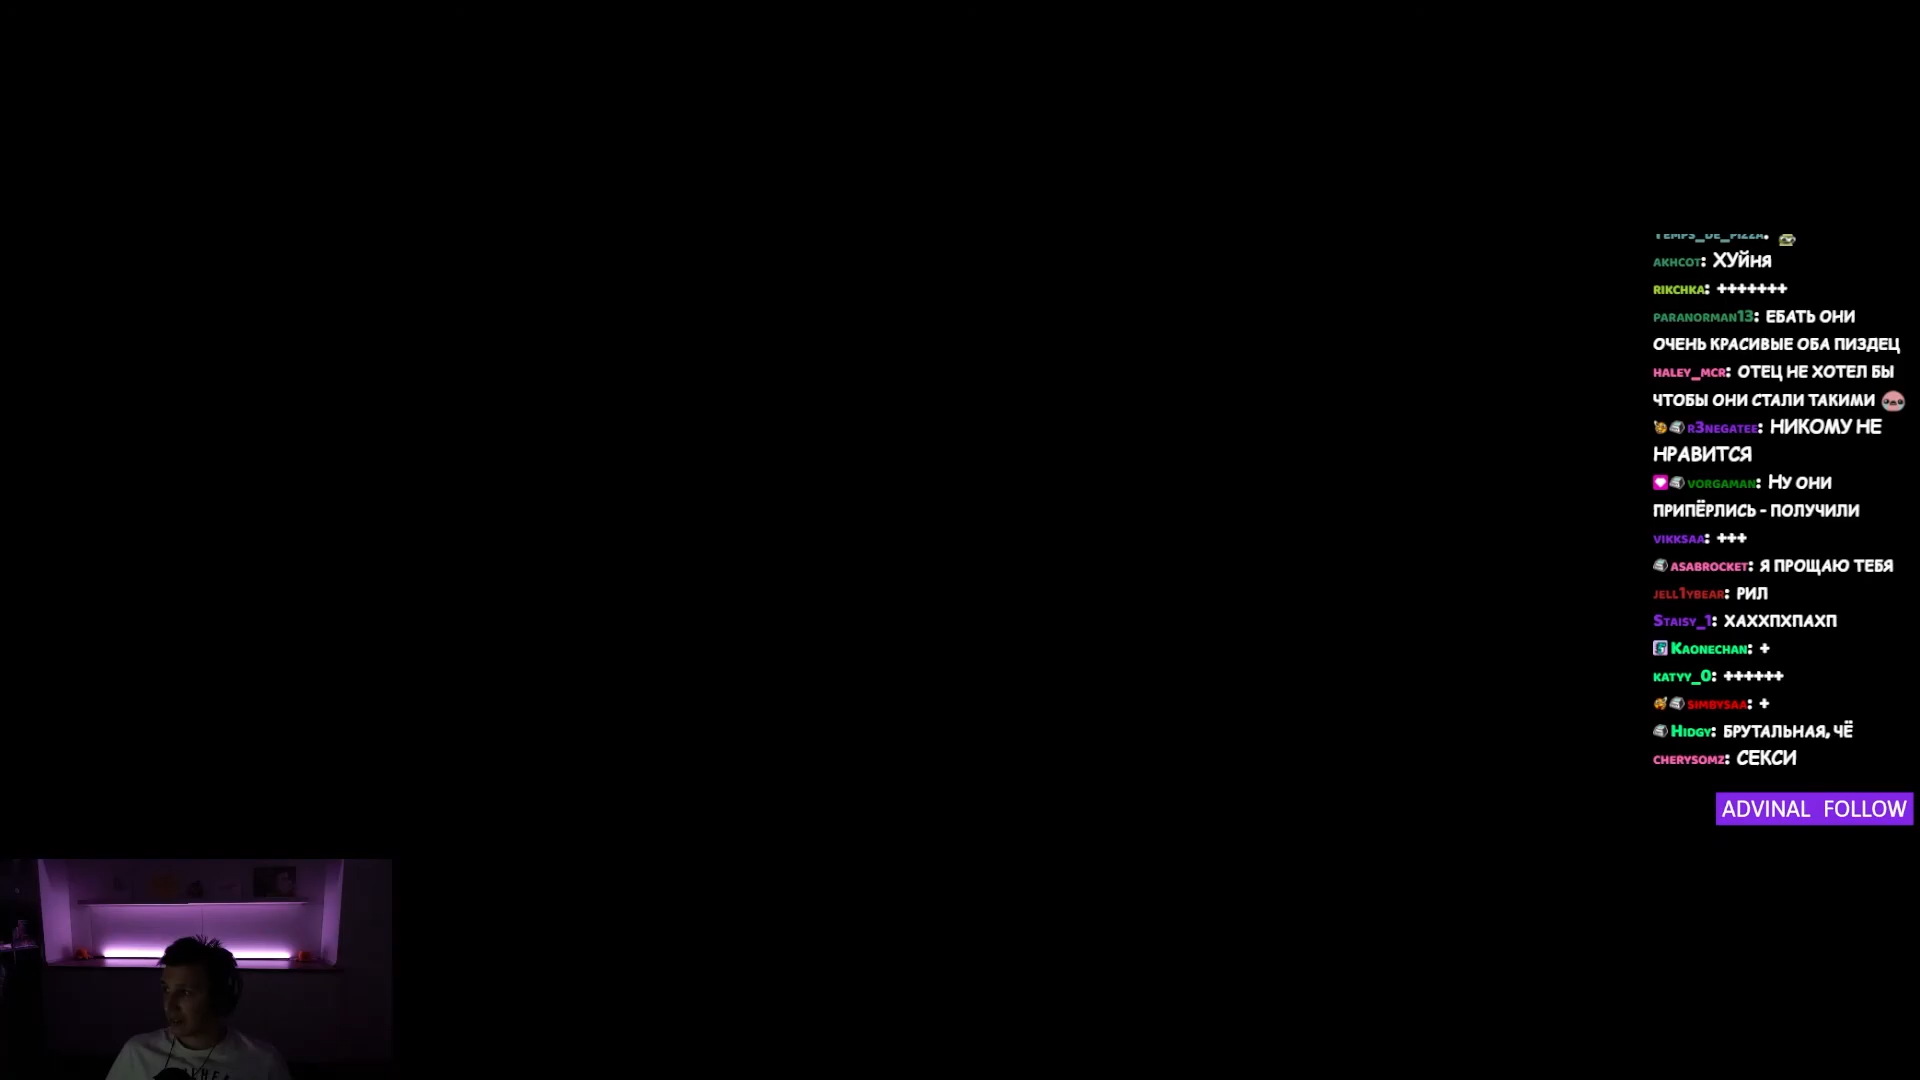 TEMPS_DE_PIZZA:
AKHCOT: ХУйНЯ
RIKCHKA: +++++++
PARANORMAN13: ЕБАТЬ ОНИ
ОЧЕНЬ КРАСИВЫЕ ОБА ПИЗДЕЦ
HALEY_MCR: ОТЕЦ НЕ ХОТЕЛ БЫ
ЧТОБЫ ОНИ СТАЛИ ТАКИМИ
R3NEGATEE: НИКОМУ НЕ
НРАВИТСЯ
VORGAMAN: НУ ОНИ
ПРИПЁРЛИСЬ - ПОЛУЧИЛИ
VIKKSAA: +++
ASABROCKET: Я ПРОЩАЮ ТЕБЯ
JELL1YBEAR: РИЛ
STAISY_1: ХАХХПХПАХП
KAONECHAN: +
KATYY_0: ++++++
SIMBYSAA: +
HIDGY: БРУТАЛЬНАЯ, ЧЁ
CHERYSOMZ: СЕКСИ
ADVINAL FOLLOW